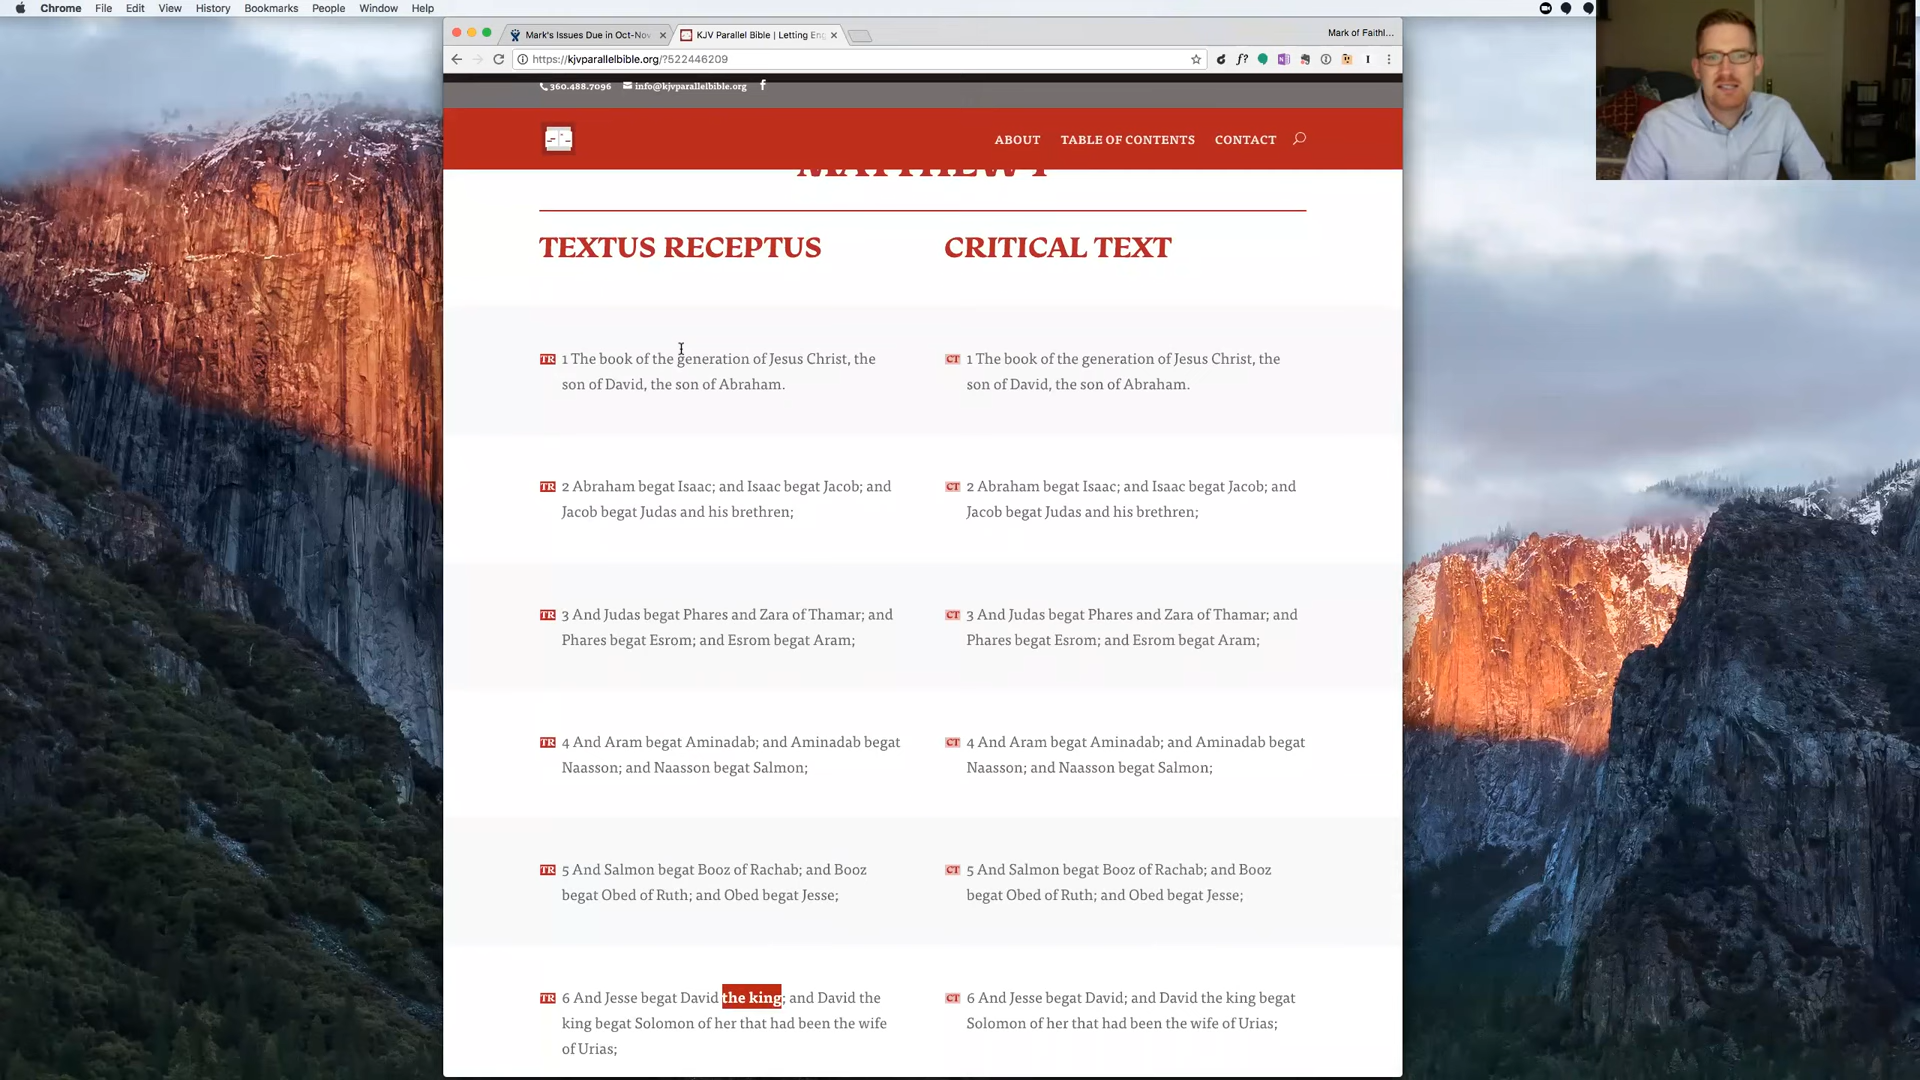 Chrome File Edit View History Bookmarks People Window Help
Mark's Issues Due in Oct-Nov
KJV Parallel Bible | Letting Eng
Mark of Faithl...
https://kjvparallelbible.org/?522446209
360.488.7096 info@kjvparallelbible.org
ABOUT TABLE OF CONTENTS CONTACT
MATTHEW 1
TEXTUS RECEPTUS
TR 1 The book of the generation of Jesus Christ, the
son of David, the son of Abraham.
TR 2 Abraham begat Isaac; and Isaac begat Jacob; and
Jacob begat Judas and his brethren;
TR 3 And Judas begat Phares and Zara of Thamar; and
Phares begat Esrom; and Esrom begat Aram;
TR 4 And Aram begat Aminadab; and Aminadab begat
Naasson; and Naasson begat Salmon;
TR 5 And Salmon begat Booz of Rachab; and Booz
begat Obed of Ruth; and Obed begat Jesse;
TR 6 And Jesse begat David the king; and David the
king begat Solomon of her that had been the wife
of Urias;
CRITICAL TEXT
CT 1 The book of the generation of Jesus Christ, the
son of David, the son of Abraham.
CT 2 Abraham begat Isaac; and Isaac begat Jacob; and
Jacob begat Judas and his brethren;
CT 3 And Judas begat Phares and Zara of Thamar; and
Phares begat Esrom; and Esrom begat Aram;
CT 4 And Aram begat Aminadab; and Aminadab begat
Naasson; and Naasson begat Salmon;
CT 5 And Salmon begat Booz of Rachab; and Booz
begat Obed of Ruth; and Obed begat Jesse;
CT 6 And Jesse begat David; and David the king begat
Solomon of her that had been the wife of Urias;